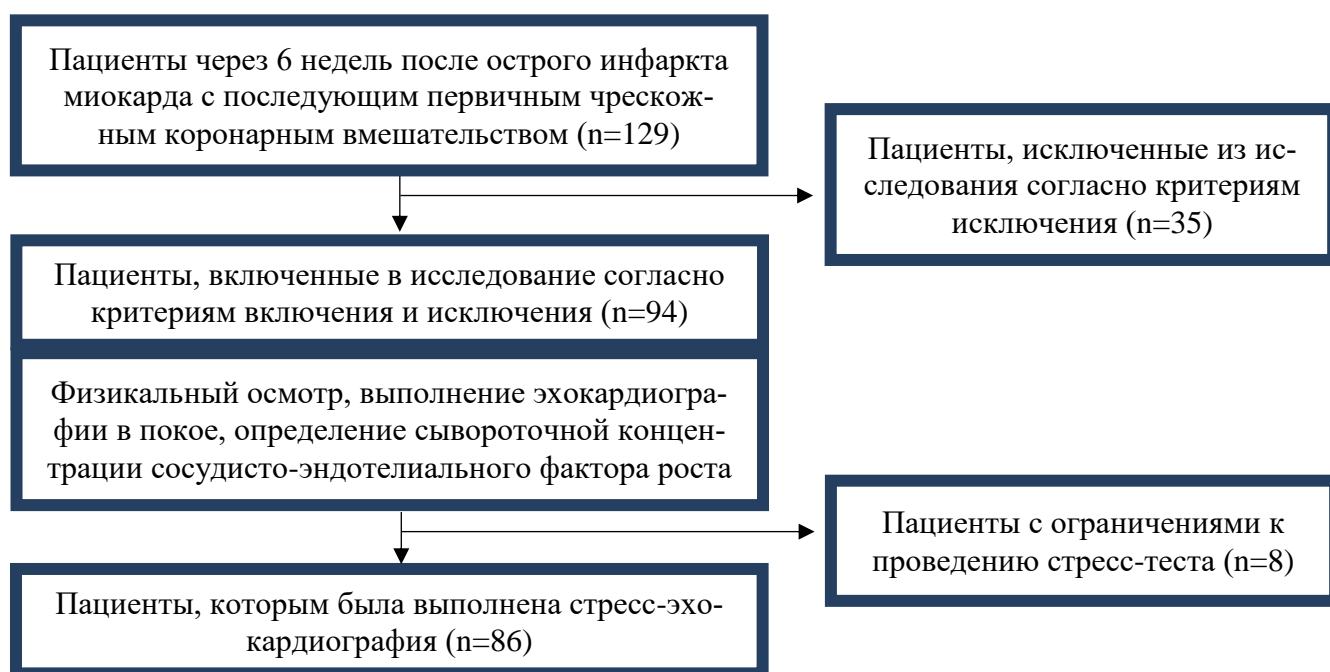 Пациенты через 6 недель после острого инфаркта
миокарда с последующим первичным чрескож-
ным коронарным вмешательством (n=129)
Пациенты, исключенные из ис-
следования согласно критериям
исключения (n=35)
Пациенты, включенные в исследование согласно
критериям включения и исключения (n=94)
Физикальный осмотр, выполнение эхокардиогра-
фии в покое, определение сывороточной концен-
трации сосудисто-эндотелиального фактора роста
Пациенты с ограничениями к
проведению стресс-теста (n=8)
Пациенты, которым была выполнена стресс-эхо-
кардиография (n=86)